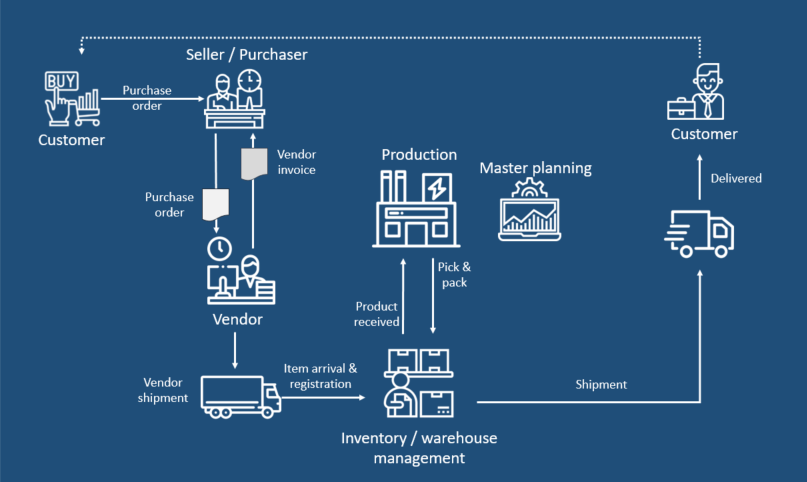 Seller / Purchaser
BUY
Purchase
order
Customer
Customer
Vendor
invoice
Production
Master planning
Delivered
Purchase
order
Pick &
pack
Product
received
Vendor
Vendor
shipment
Item arrival &
registration
Shipment
Inventory / warehouse
management